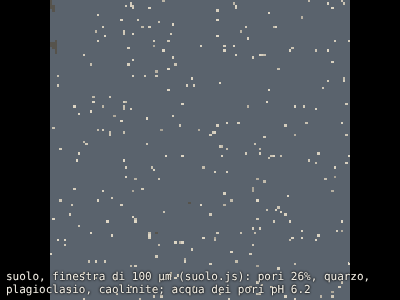 suolo, finestra di 100 µm (suolo.js): pori 26%, quarzo,
plagioclasio, caolinite; acqua dei pori pH 6.2